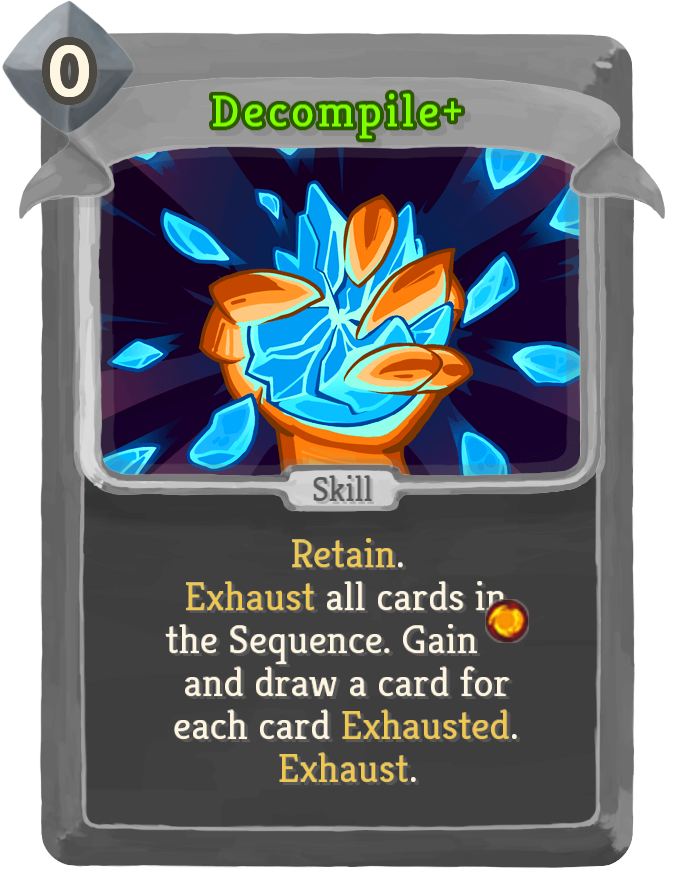 0
Decompile+
Skill
Retain.
Exhaust all cards in
the Sequence. Gain
and draw a card for
each card Exhausted.
Exhaust.